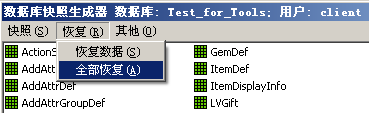 数据库快照生成器 数据库: Test_for_Tools; 用户: client
快照(S) 恢复(R) 其他(O)
恢复数据(S)
全部恢复(A)
ActionS
AddAttr
AddAttrDef
AddAttrGroupDef
GemDef
ItemDef
ItemDisplayInfo
LVGift